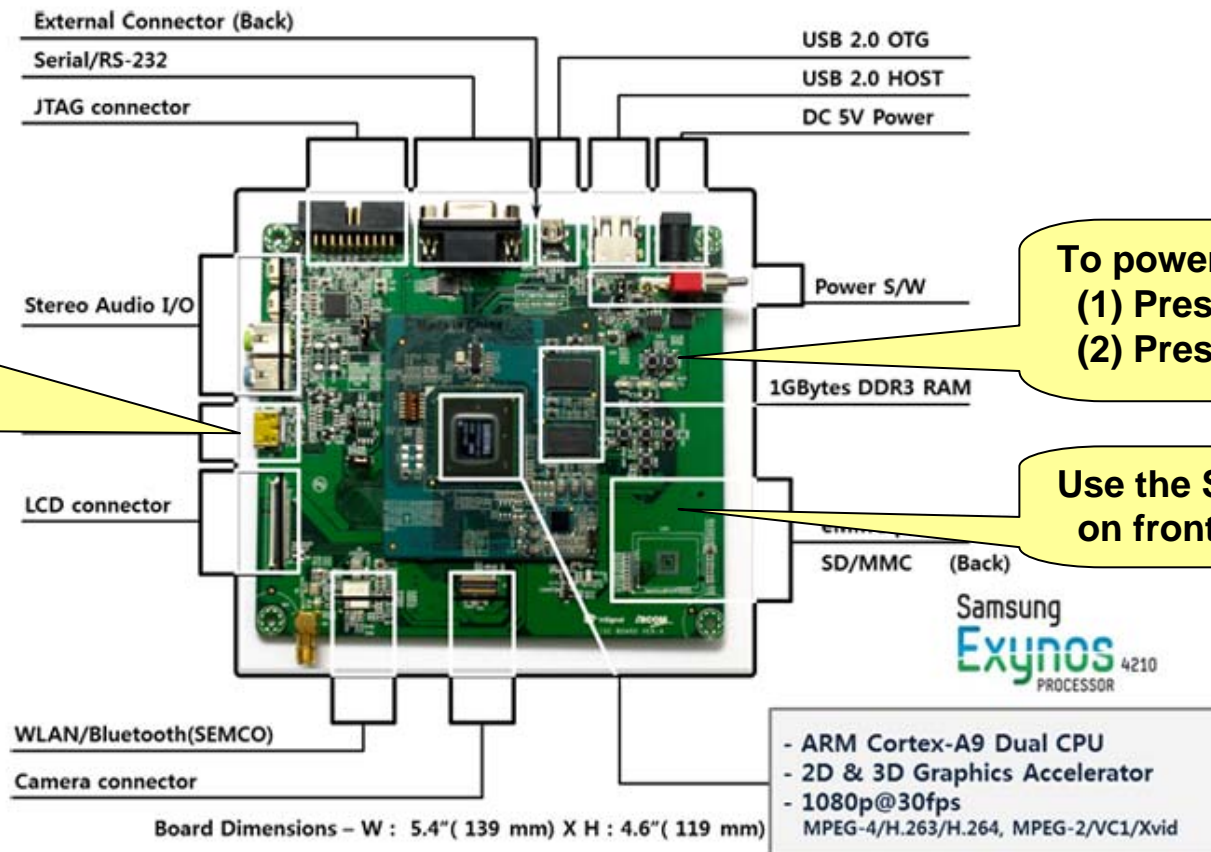 External Connector (Back)
Serial/RS-232
JTAG connector
USB 2.0 OTG
USB 2.0 HOST
DC 5V Power
Stereo Audio I/O
Power S/W
To power
(1) Pres
(2) Pres
1GBytes DDR3 RAM
LCD connector
Use the S
on front
SD/MMC (Back)
Samsung
Exynos 4210
PROCESSOR
WLAN/Bluetooth(SEMCO)
Camera connector
- ARM Cortex-A9 Dual CPU
- 2D & 3D Graphics Accelerator
- 1080p@30fps
MPEG-4/H.263/H.264, MPEG-2/VC1/Xvid
Board Dimensions – W : 5.4"( 139 mm) X H : 4.6"( 119 mm)